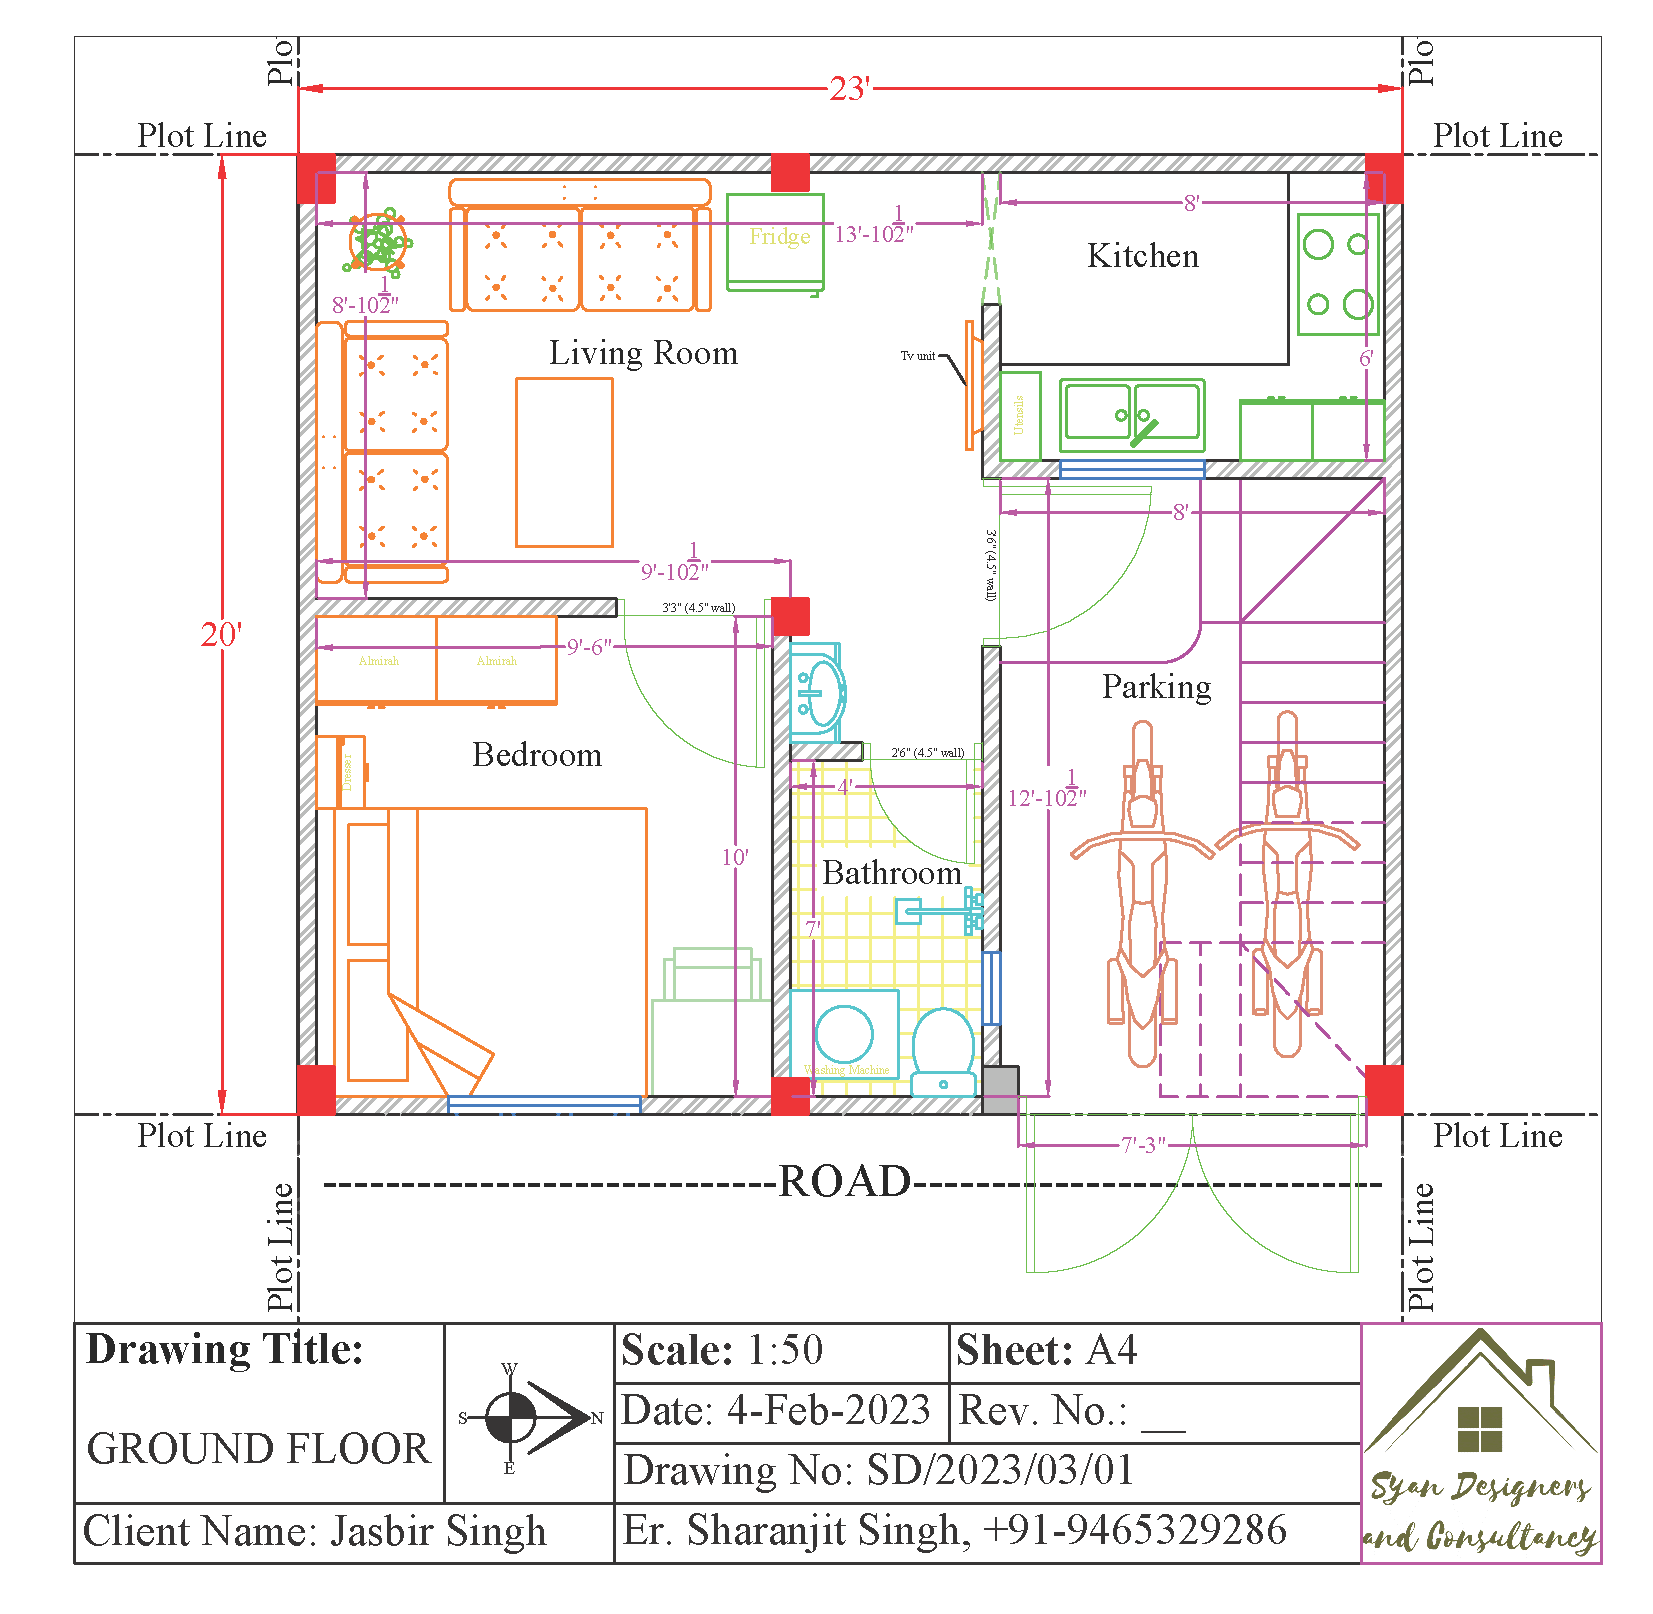 Plo
Plo
23'
Plot Line
Plot Line
8'
13'-10 1/2"
Fridge
Kitchen
8'-10 1/2"
Living Room
Tv unit
6'
Utensils
8'
9'-10 1/2"
3'6" (4.5" wall)
3'3" (4.5" wall)
20'
9'-6"
Almirah
Almirah
Parking
Bedroom
2'6" (4.5" wall)
Dresser
4'
12'-10 1/2"
10'
Bathroom
7'
Washing Machine
Plot Line
Plot Line
7'-3"
ROAD
Plot Line
Plot Line
Drawing Title:
GROUND FLOOR
W
S
N
E
Scale: 1:50
Sheet: A4
Date: 4-Feb-2023
Rev. No.: __
Drawing No: SD/2023/03/01
Client Name: Jasbir Singh
Er. Sharanjit Singh, +91-9465329286
Syan Designers
and Consultancy